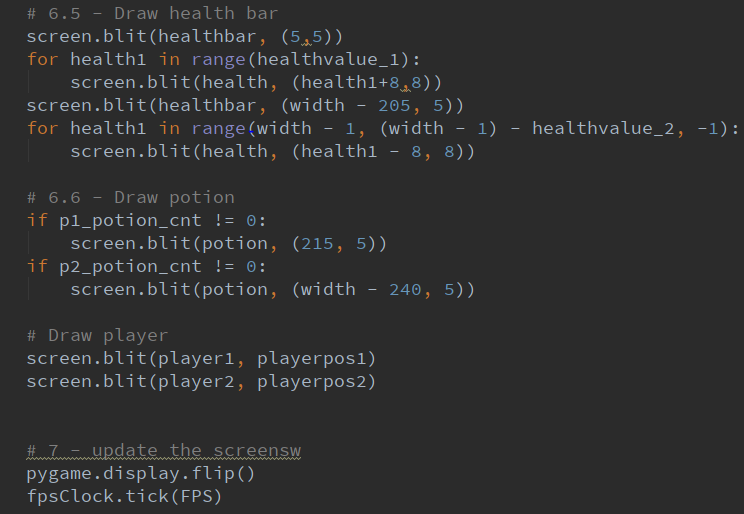 # 6.5 - Draw health bar
screen.blit(healthbar, (5,5))
for health1 in range(healthvalue_1):
    screen.blit(health, (health1+8,8))
screen.blit(healthbar, (width - 205, 5))
for health1 in range(width - 1, (width - 1) - healthvalue_2, -1):
    screen.blit(health, (health1 - 8, 8))

# 6.6 - Draw potion
if p1_potion_cnt != 0:
    screen.blit(potion, (215, 5))
if p2_potion_cnt != 0:
    screen.blit(potion, (width - 240, 5))

# Draw player
screen.blit(player1, playerpos1)
screen.blit(player2, playerpos2)


# 7 - update the screensw
pygame.display.flip()
fpsClock.tick(FPS)